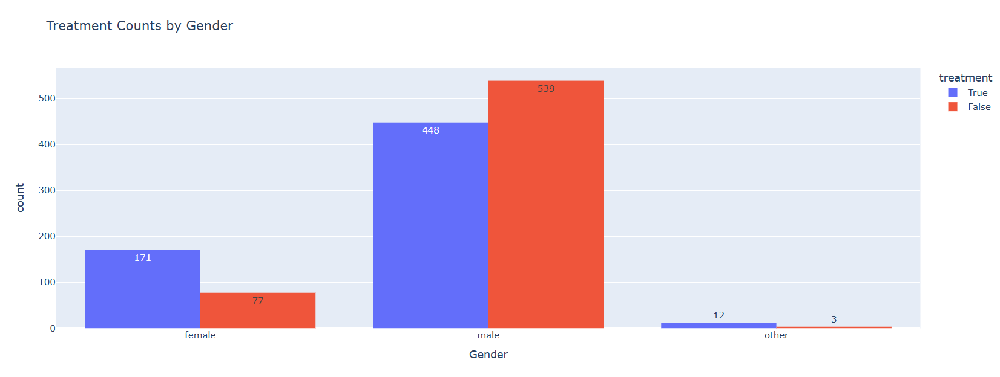 Treatment Counts by Gender
treatment
True
False
count
500
400
300
200
100
0
171
77
448
539
12
3
female
male
other
Gender